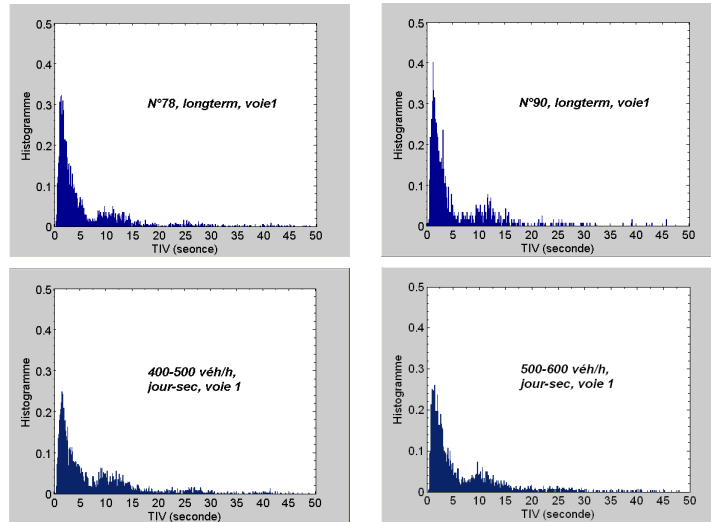 0.5
0.4
0.3
0.2
0.1
0
Histogramme
N°78, longterm, voie1
0 5 10 15 20 25 30 35 40 45 50
TIV (seonce)
0.5
0.4
0.3
0.2
0.1
0
Histogramme
N°90, longterm, voie1
0 5 10 15 20 25 30 35 40 45 50
TIV (seconde)
0.5
0.4
0.3
0.2
0.1
0
Histogramme
400-500 véh/h,
jour-sec, voie 1
0 5 10 15 20 25 30 35 40 45 50
TIV (seconde)
0.5
0.4
0.3
0.2
0.1
0
Histogramme
500-600 véh/h,
jour-sec, voie 1
0 5 10 15 20 25 30 35 40 45 50
TIV (seconde)